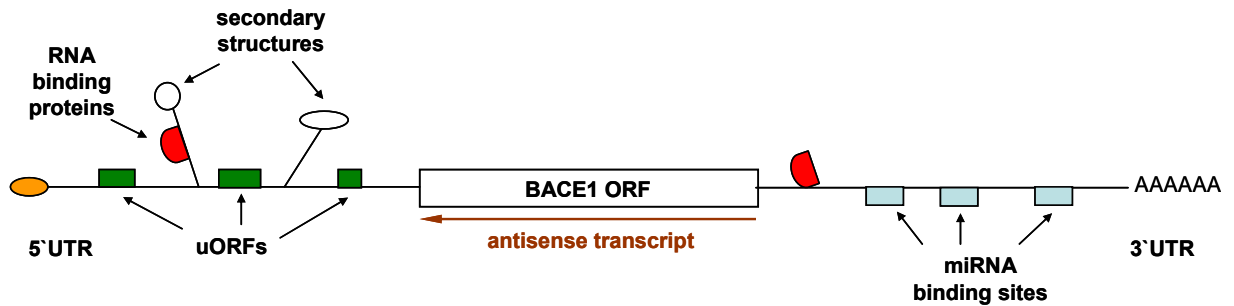 secondary
structures
RNA
binding
proteins
BACE1 ORF
AAAAAA
antisense transcript
5`UTR
uORFs
miRNA
binding sites
3`UTR